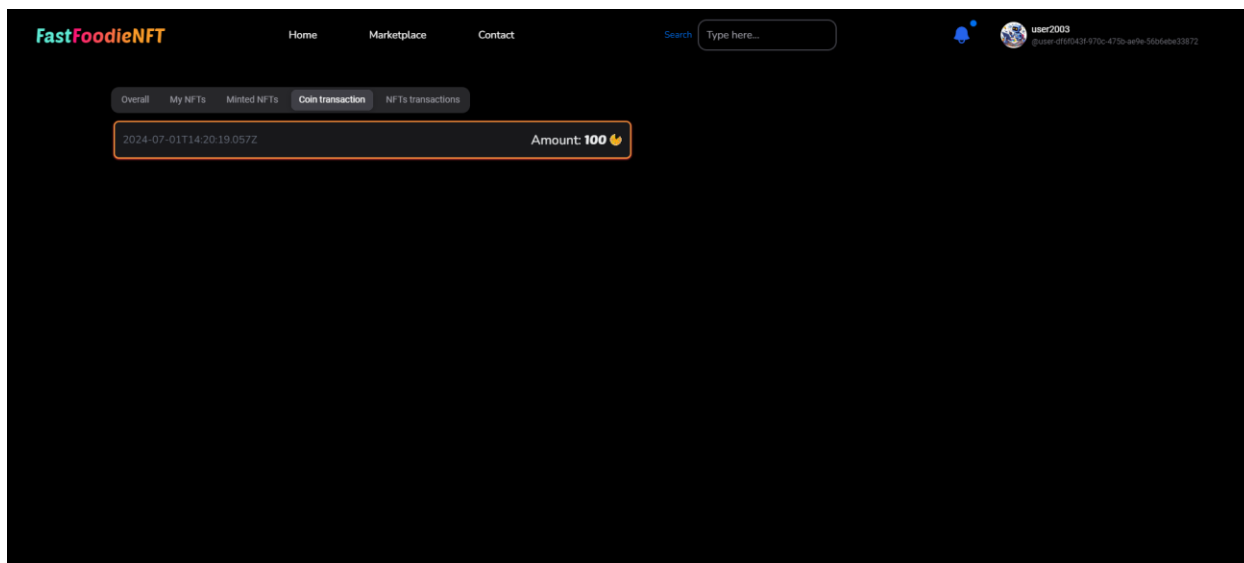 FastFoodieNFT Home Marketplace Contact Search Type here... user2003
@user-df6f043f-970c-475b-ae9e-56b6ebe33872
Overall My NFTs Minted NFTs Coin transaction NFTs transactions
2024-07-01T14:20:19.057Z Amount: 100